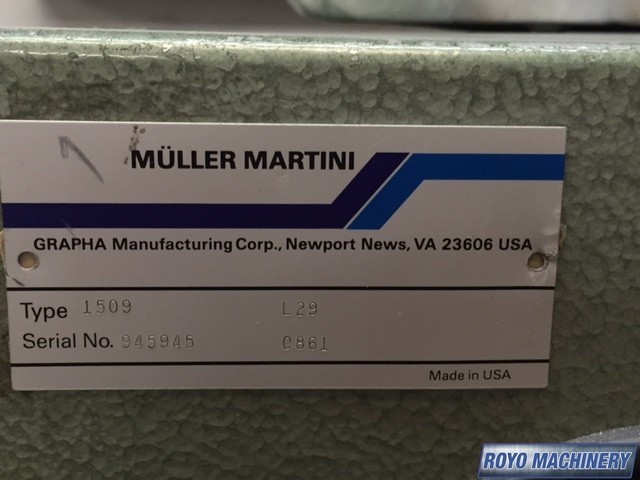 MÜLLER MARTINI
GRAPHA Manufacturing Corp., Newport News, VA 23606 USA
Type 1509 L29
Serial No. 945945 C861
Made in USA
ROYO MACHINERY